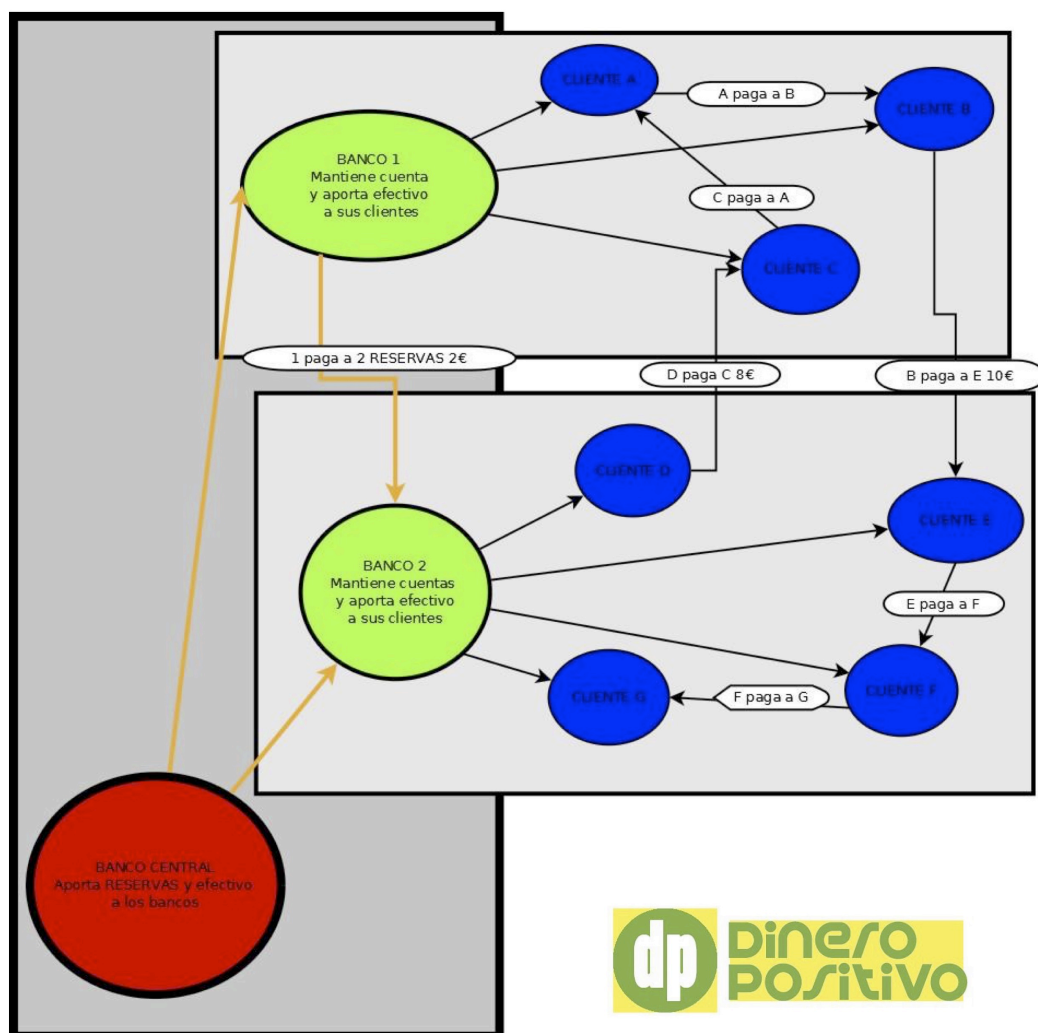 CLIENTE A
A paga a B
CLIENTE B
BANCO 1
Mantiene cuenta
y aporta efectivo
a sus clientes
C paga a A
CLIENTE C
1 paga a 2 RESERVAS 2€
D paga C 8€
B paga a E 10€
CLIENTE D
CLIENTE E
BANCO 2
Mantiene cuentas
y aporta efectivo
a sus clientes
E paga a F
CLIENTE F
CLIENTE G
F paga a G
BANCO CENTRAL
Aporta RESERVAS y efectivo
a los bancos
dp
DINERO
POSITIVO